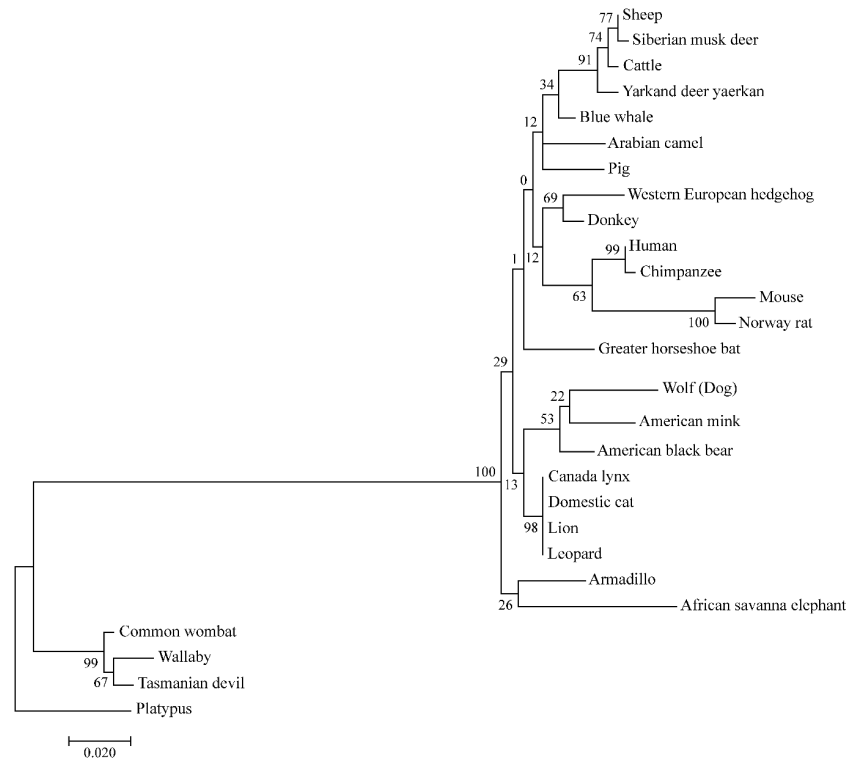 77 Sheep
74 Siberian musk deer
91 Cattle
Yarkand deer yaerkan
34
Blue whale
12
Arabian camel
Pig
0
69 Western European hedgehog
Donkey
99 Human
1 12
Chimpanzee
63 Mouse
100 Norway rat
Greater horseshoe bat
29
22 Wolf (Dog)
53 American mink
American black bear
100 13 Canada lynx
Domestic cat
98 Lion
Leopard
Armadillo
26 African savanna elephant
Common wombat
99 Wallaby
67 Tasmanian devil
Platypus
0.020